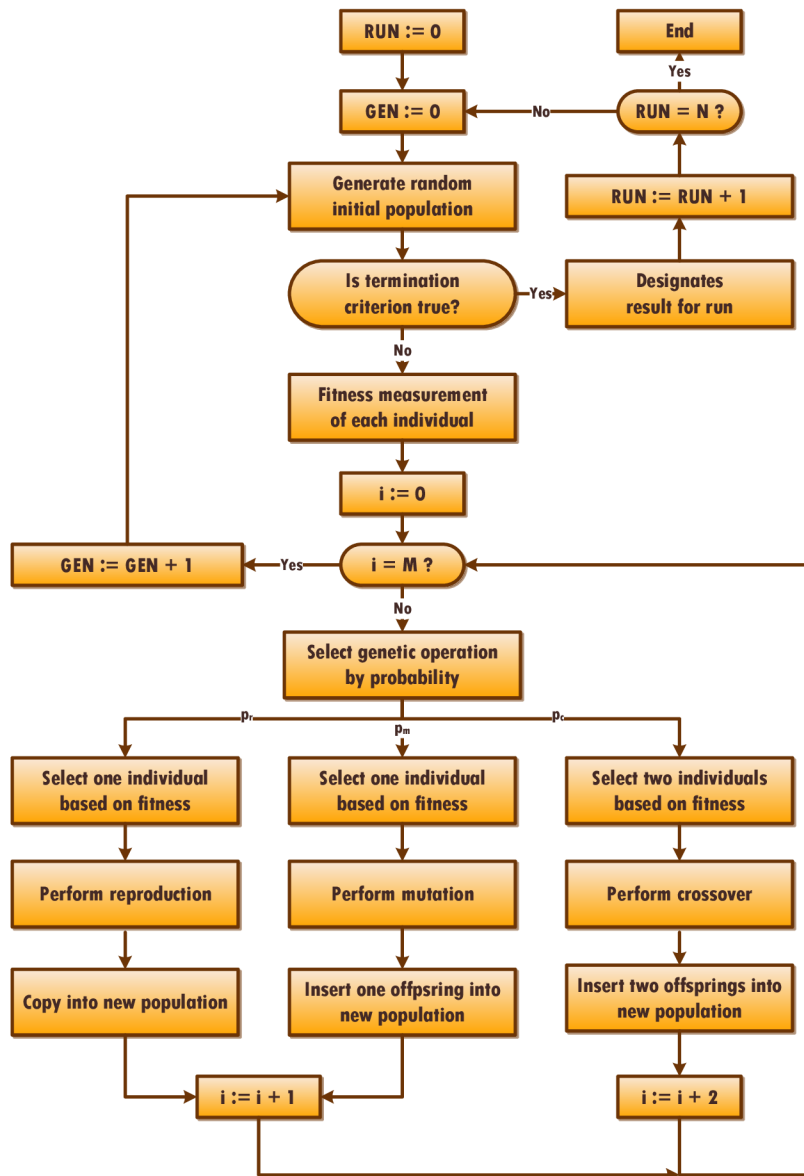 RUN := 0
End
Yes
GEN := 0
No
RUN = N ?
Generate random
initial population
RUN := RUN + 1
Is termination
criterion true?
Yes
Designates
result for run
No
Fitness measurement
of each individual
i := 0
GEN := GEN + 1
Yes
i = M ?
No
Select genetic operation
by probability
pr
pm
pc
Select one individual
based on fitness
Select one individual
based on fitness
Select two individuals
based on fitness
Perform reproduction
Perform mutation
Perform crossover
Copy into new population
Insert one offpsring into
new population
Insert two offsprings into
new population
i := i + 1
i := i + 2